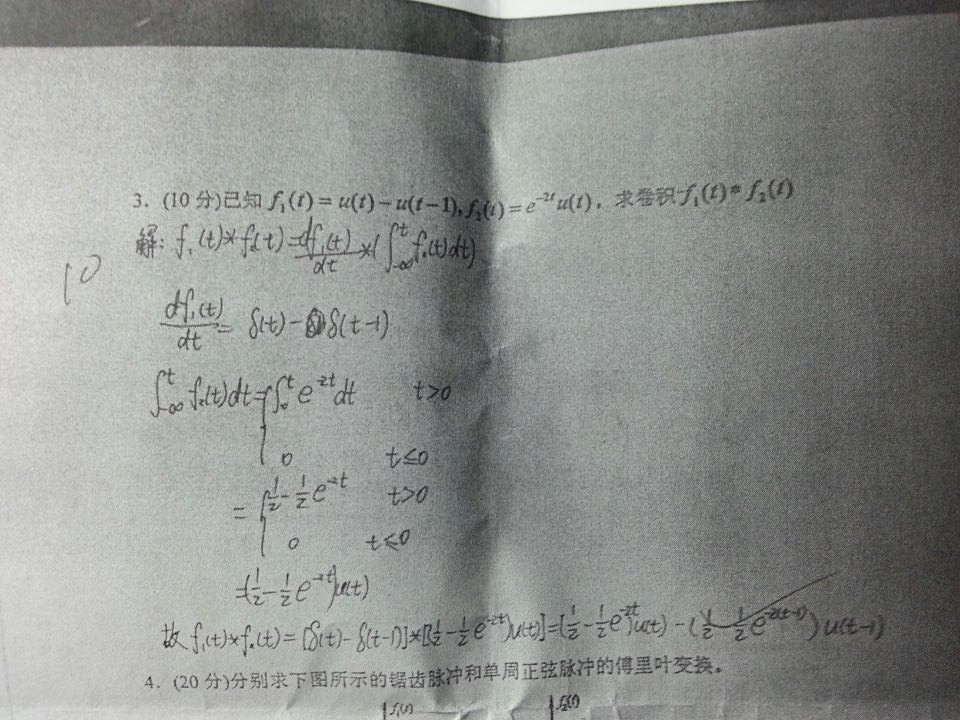 3. (10分)已知 f₁(t) = u(t) − u(t−1), f₂(t) = e^{-2t}u(t), 求卷积 f₁(t) * f₂(t)
解: f₁(t)*f₂(t) = df₁(t)/dt * (∫_{-∞}^{t} f₂(t)dt)
10
df₁(t)/dt = δ(t) − δ(t−1)
∫_{-∞}^{t} f₂(t)dt = { ∫₀^t e^{-2t}dt t>0
0 t≤0
= { 1/2 − 1/2 e^{-2t} t>0
0 t≤0
= (1/2 − 1/2 e^{-2t})u(t)
故 f₁(t)*f₂(t) = [δ(t) − δ(t−1)]*[(1/2 − 1/2 e^{-2t})u(t)] = (1/2 − 1/2 e^{-2t})u(t) − (1/2 − 1/2 e^{-2(t-1)})u(t−1)
4. (20分)分别求下图所示的锯齿脉冲和单周正弦脉冲的傅里叶变换。
f₁(t) f₂(t)